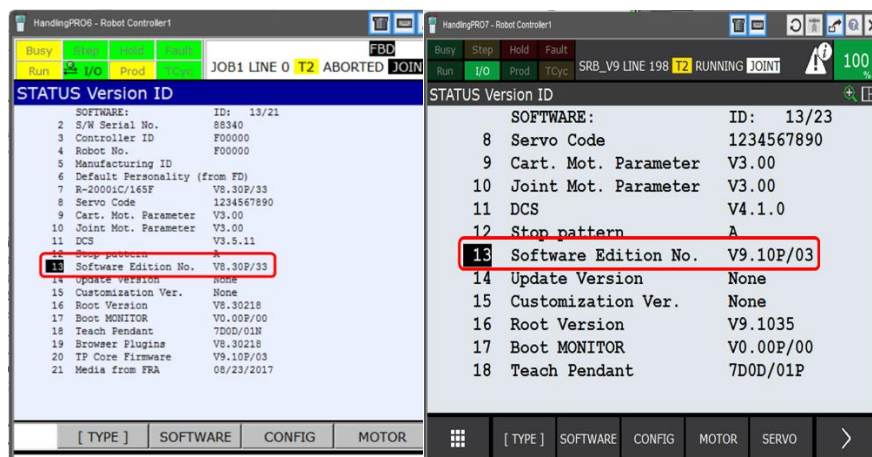 HandlingPRO6 - Robot Controller1
Busy Step Hold Fault
Run I/O Prod TCyc
FBD
JOB1 LINE 0 T2 ABORTED JOIN
STATUS Version ID
SOFTWARE: ID: 13/21
2 S/W Serial No. 88340
3 Controller ID F00000
4 Robot No. F00000
5 Manufacturing ID
6 Default Personality (from FD)
7 R-2000iC/165F V8.30P/33
8 Servo Code 1234567890
9 Cart. Mot. Parameter V3.00
10 Joint Mot. Parameter V3.00
11 DCS V3.5.11
12 Stop pattern A
13 Software Edition No. V8.30P/33
14 Update Version None
15 Customization Ver. None
16 Root Version V8.30218
17 Boot MONITOR V0.00P/00
18 Teach Pendant 7D0D/01N
19 Browser Plugins V8.30218
20 TP Core Firmware V9.10P/03
21 Media from FRA 08/23/2017
[ TYPE ] SOFTWARE CONFIG MOTOR
HandlingPRO7 - Robot Controller1
Busy Step Hold Fault
Run I/O Prod TCyc
SRB_V9 LINE 198 T2 RUNNING JOINT
100 %
STATUS Version ID
SOFTWARE: ID: 13/23
8 Servo Code 1234567890
9 Cart. Mot. Parameter V3.00
10 Joint Mot. Parameter V3.00
11 DCS V4.1.0
12 Stop pattern A
13 Software Edition No. V9.10P/03
14 Update Version None
15 Customization Ver. None
16 Root Version V9.1035
17 Boot MONITOR V0.00P/00
18 Teach Pendant 7D0D/01P
[ TYPE ] SOFTWARE CONFIG MOTOR SERVO